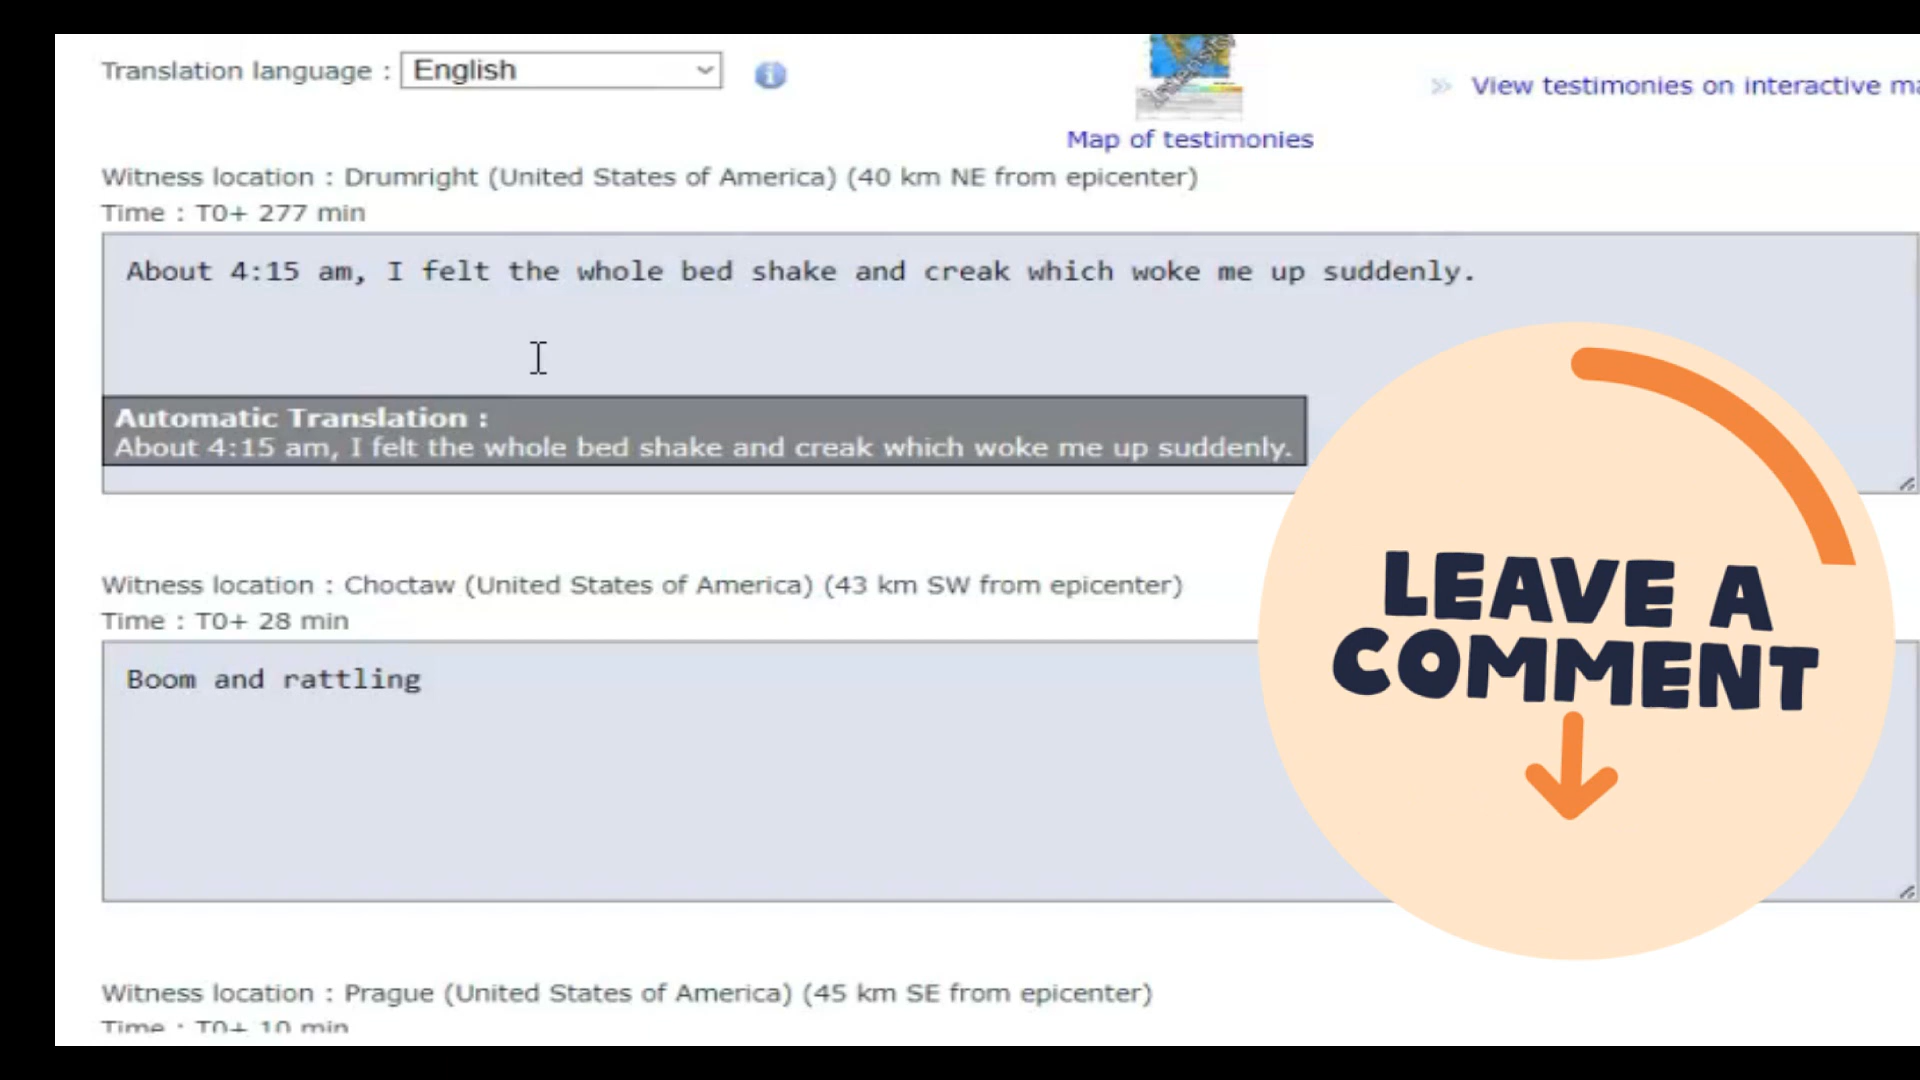 Translation language : English
Map of testimonies
View testimonies on interactive
Witness location : Drumright (United States of America) (40 km NE from epicenter)
Time : T0+ 277 min
About 4:15 am, I felt the whole bed shake and creak which woke me up suddenly.
Automatic Translation :
About 4:15 am, I felt the whole bed shake and creak which woke me up suddenly.
Witness location : Choctaw (United States of America) (43 km SW from epicenter)
Time : T0+ 28 min
Boom and rattling
LEAVE A
COMMENT
Witness location : Prague (United States of America) (45 km SE from epicenter)
Time : T0+ 10 min